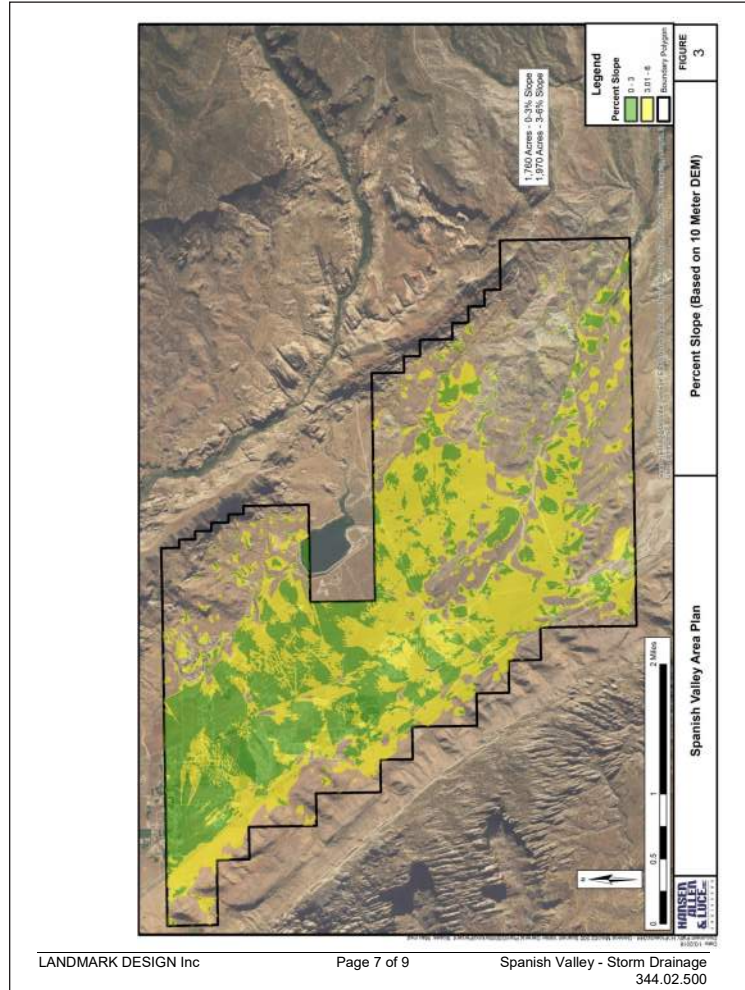 1,760 Acres - 0-3% Slope
1,970 Acres - 3-6% Slope
Legend
Percent Slope
0 - 3
3.01 - 6
Boundary Polygon
N
0 0.5 1 2 Miles
HANSEN
ALLEN
& LUCE INC
ENGINEERS
Spanish Valley Area Plan
Percent Slope (Based on 10 Meter DEM)
FIGURE
3
LANDMARK DESIGN Inc Page 7 of 9 Spanish Valley - Storm Drainage
344.02.500